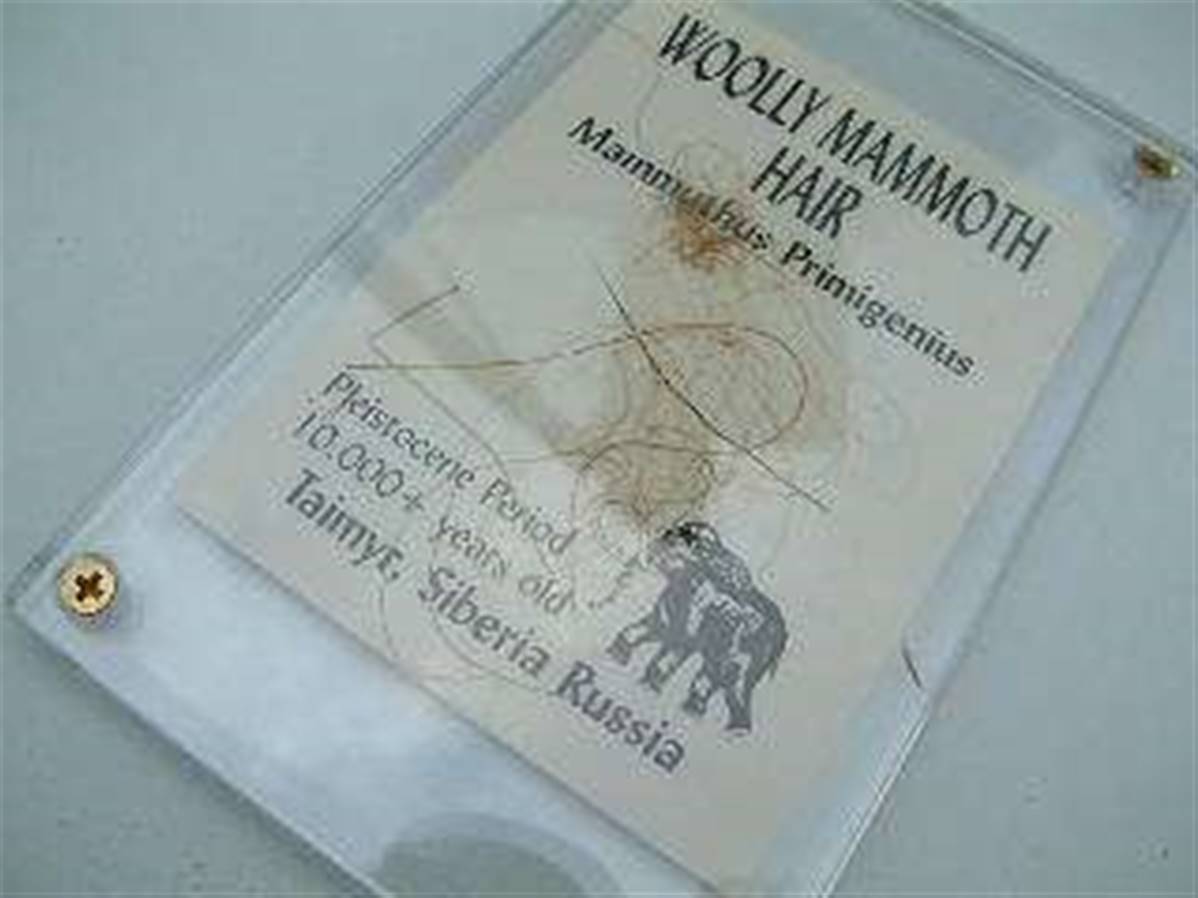 WOOLLY MAMMOTH
HAIR
Mammuthus Primigenius
Pleistocene Period
10.000+ years old
Taimyr, Siberia Russia